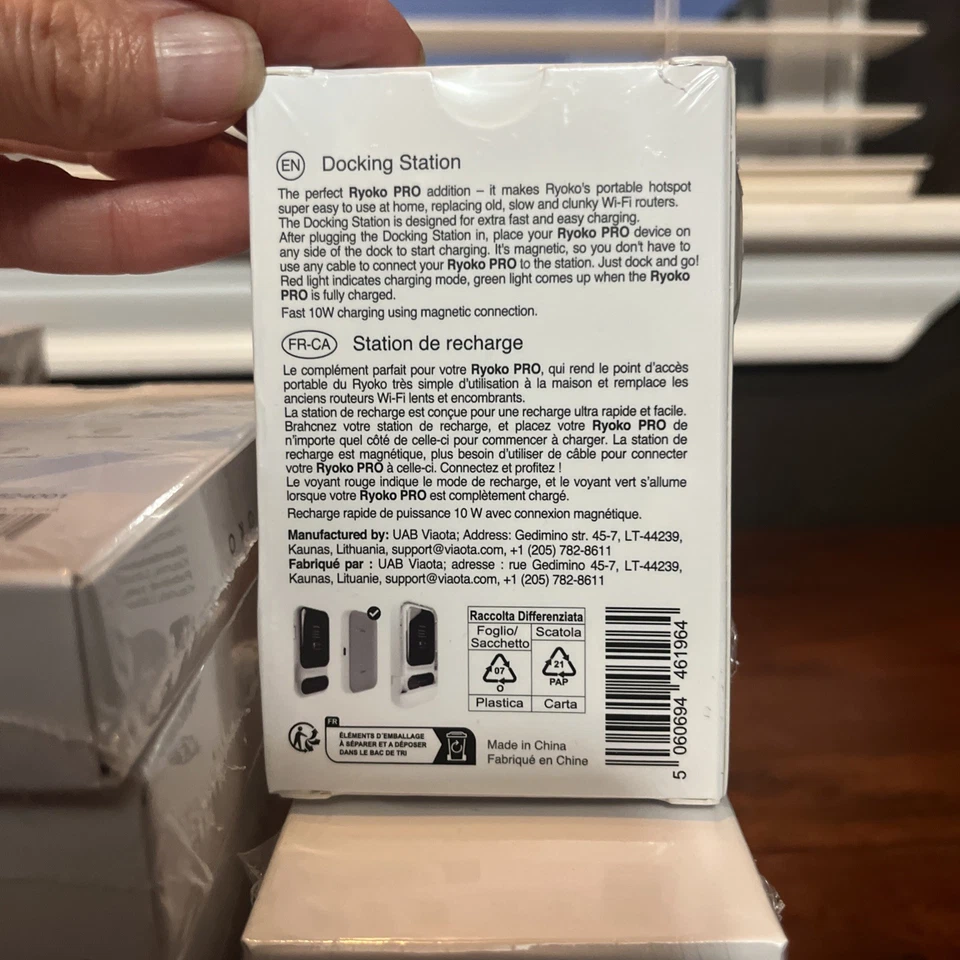 EN Docking Station
The perfect Ryoko PRO addition – it makes Ryoko's portable hotspot
super easy to use at home, replacing old, slow and clunky Wi-Fi routers.
The Docking Station is designed for extra fast and easy charging.
After plugging the Docking Station in, place your Ryoko PRO device on
any side of the dock to start charging. It's magnetic, so you don't have to
use any cable to connect your Ryoko PRO to the station. Just dock and go!
Red light indicates charging mode, green light comes up when the Ryoko
PRO is fully charged.
Fast 10W charging using magnetic connection.
FR-CA Station de recharge
Le complément parfait pour votre Ryoko PRO, qui rend le point d'accès
portable du Ryoko très simple d'utilisation à la maison et remplace les
anciens routeurs Wi-Fi lents et encombrants.
La station de recharge est conçue pour une recharge ultra rapide et facile.
Brahcnez votre station de recharge, et placez votre Ryoko PRO de
n'importe quel côté de celle-ci pour commencer à charger. La station de
recharge est magnétique, plus besoin d'utiliser de câble pour connecter
votre Ryoko PRO à celle-ci. Connectez et profitez !
Le voyant rouge indique le mode de recharge, et le voyant vert s'allume
lorsque votre Ryoko PRO est complètement chargé.
Recharge rapide de puissance 10 W avec connexion magnétique.
Manufactured by: UAB Viaota; Address: Gedimino str. 45-7, LT-44239,
Kaunas, Lithuania, support@viaota.com, +1 (205) 782-8611
Fabriqué par : UAB Viaota; adresse : rue Gedimino 45-7, LT-44239,
Kaunas, Lituanie, support@viaota.com, +1 (205) 782-8611
Raccolta Differenziata
Foglio/ Scatola
Sacchetto
07 21
O PAP
Plastica Carta
FR
ÉLÉMENTS D'EMBALLAGE
À SÉPARER ET A DÉPOSER
DANS LE BAC DE TRI
Made in China
Fabriqué en Chine
5 060694 461964